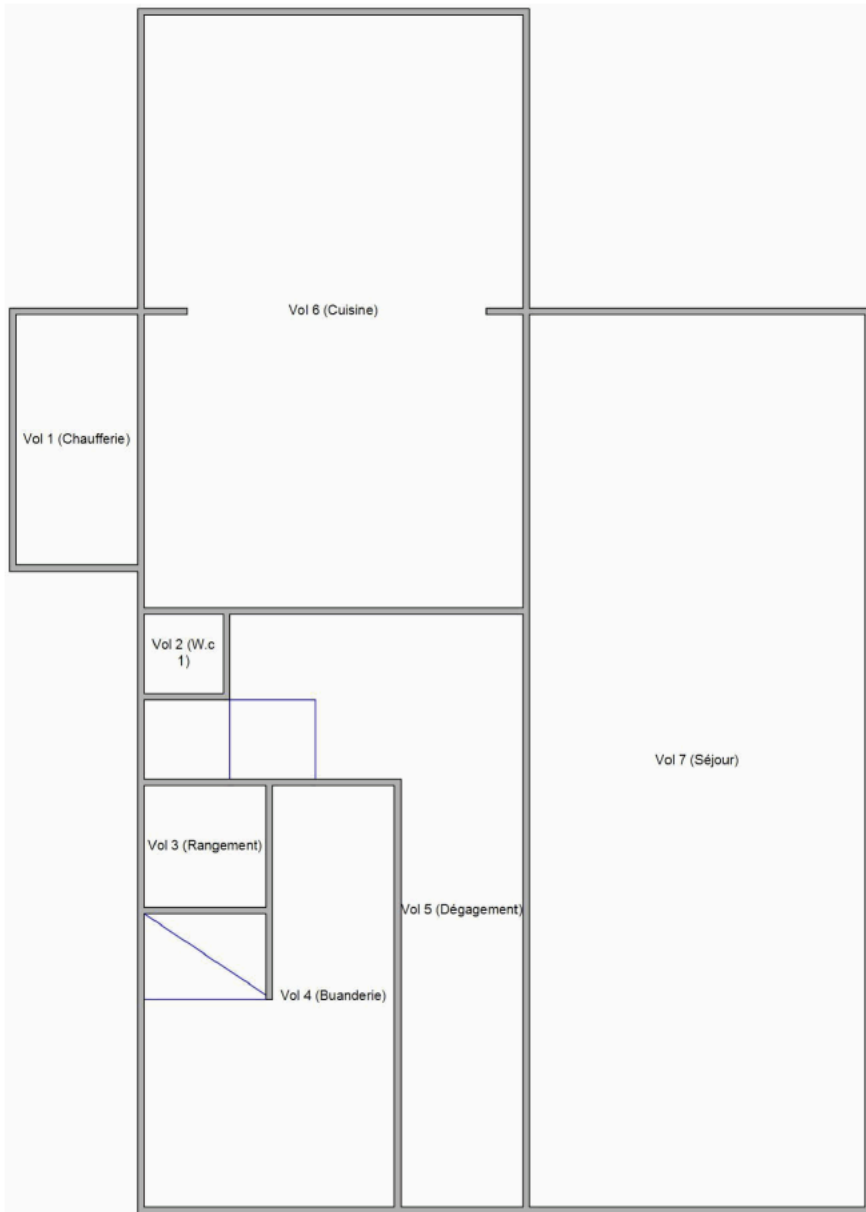 Vol 6 (Cuisine)
Vol 1 (Chaufferie)
Vol 2 (W.c
1)
Vol 7 (Séjour)
Vol 3 (Rangement)
Vol 5 (Dégagement)
Vol 4 (Buanderie)